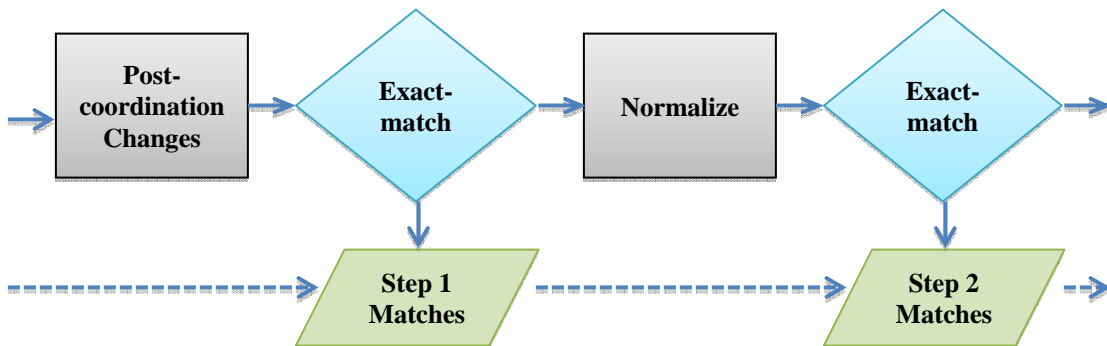 Post-
coordination
Changes
Exact-
match
Normalize
Exact-
match
Step 1
Matches
Step 2
Matches